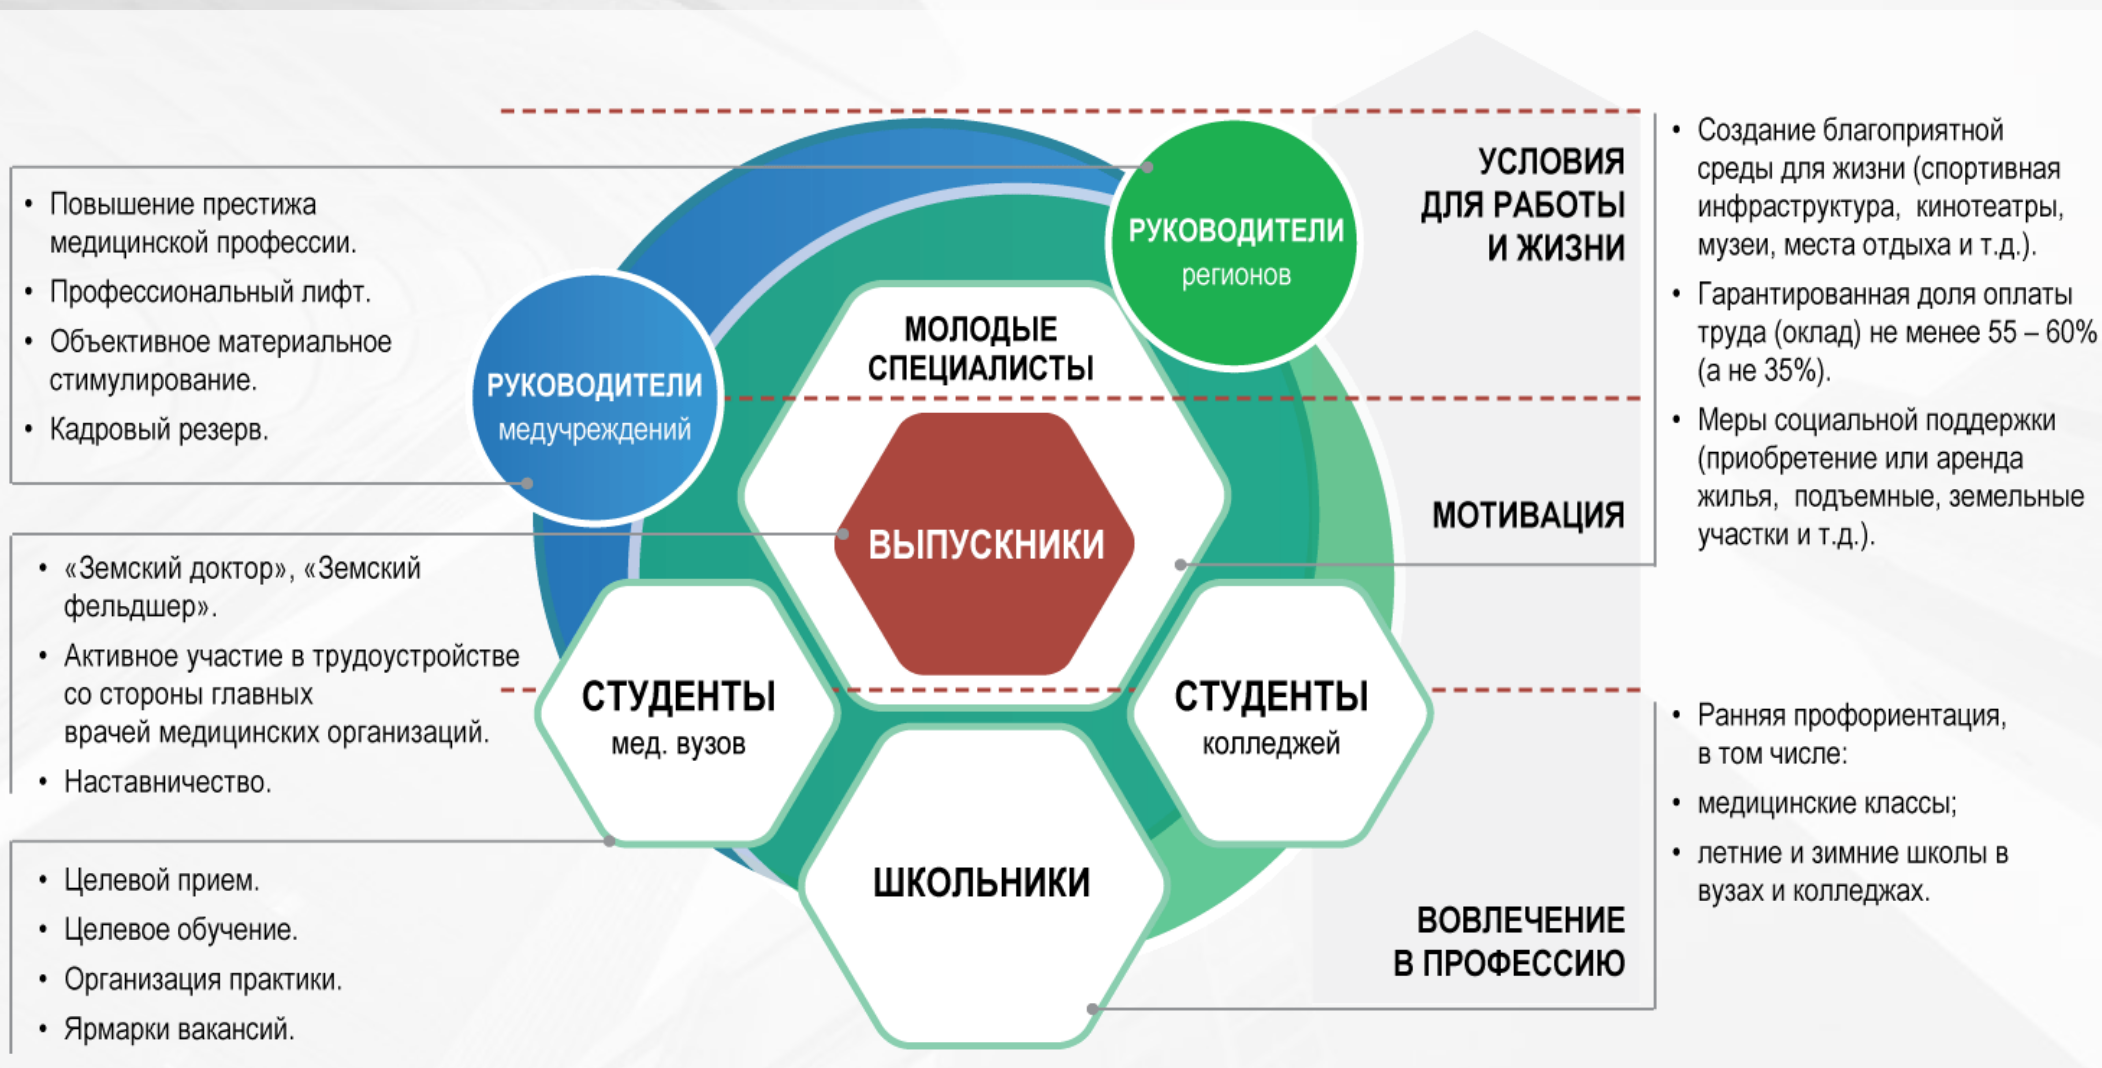 • Повышение престижа
медицинской профессии.
• Профессиональный лифт.
• Объективное материальное
стимулирование.
• Кадровый резерв.
• «Земский доктор», «Земский
фельдшер».
• Активное участие в трудоустройстве
со стороны главных
врачей медицинских организаций.
• Наставничество.
• Целевой прием.
• Целевое обучение.
• Организация практики.
• Ярмарки вакансий.
РУКОВОДИТЕЛИ
регионов
РУКОВОДИТЕЛИ
медучреждений
МОЛОДЫЕ
СПЕЦИАЛИСТЫ
ВЫПУСКНИКИ
СТУДЕНТЫ
мед. вузов
СТУДЕНТЫ
колледжей
ШКОЛЬНИКИ
УСЛОВИЯ
ДЛЯ РАБОТЫ
И ЖИЗНИ
МОТИВАЦИЯ
ВОВЛЕЧЕНИЕ
В ПРОФЕССИЮ
• Создание благоприятной
среды для жизни (спортивная
инфраструктура, кинотеатры,
музеи, места отдыха и т.д.).
• Гарантированная доля оплаты
труда (оклад) не менее 55 – 60%
(а не 35%).
• Меры социальной поддержки
(приобретение или аренда
жилья, подъемные, земельные
участки и т.д.).
• Ранняя профориентация,
в том числе:
• медицинские классы;
• летние и зимние школы в
вузах и колледжах.